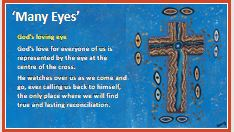 'Many Eyes'
God's loving eye
God's love for everyone of us is
represented by the eye at the
centre of the cross.
He watches over us as we come and
go, ever calling us back to himself,
the only place where we will find
true and lasting reconciliation.